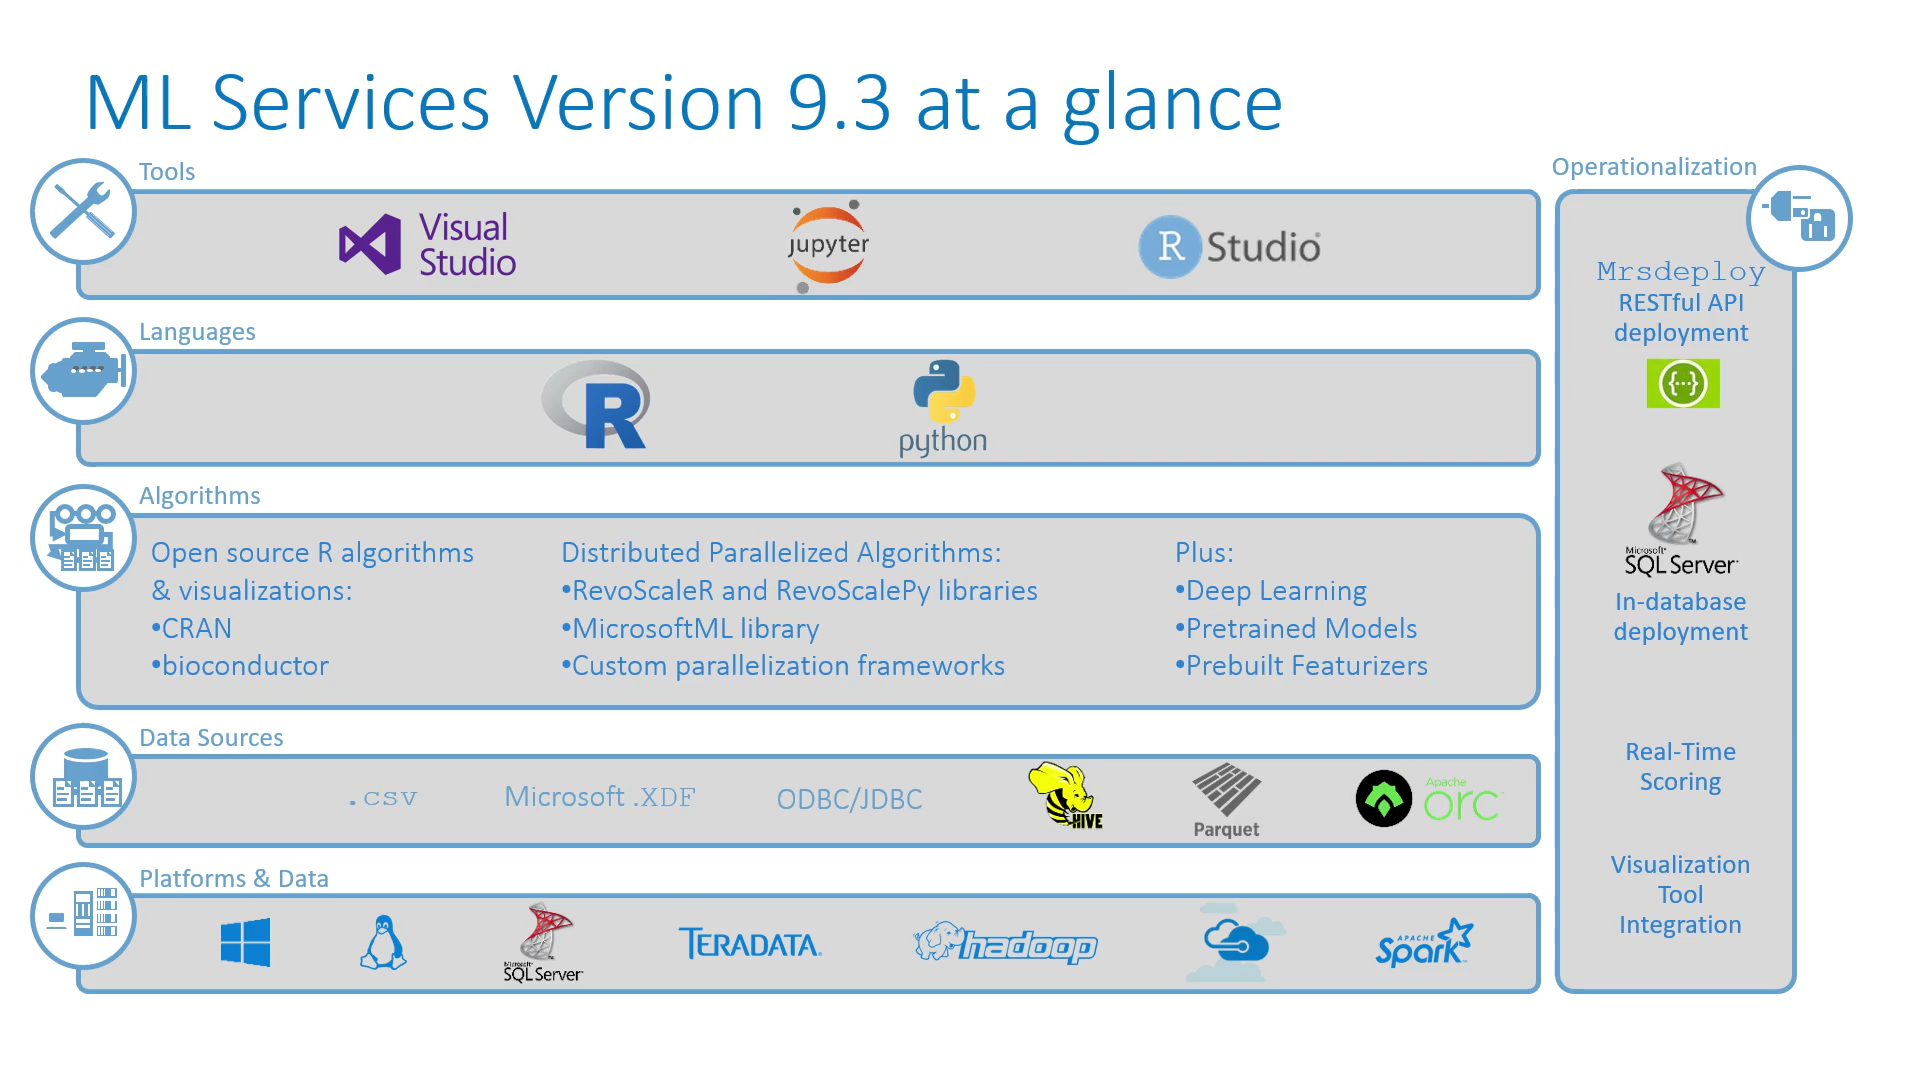 ML Services Version 9.3 at a glance
Tools
Visual
Studio
jupyter
R Studio
Languages
R
python
Algorithms
Open source R algorithms
& visualizations:
•CRAN
•bioconductor
Distributed Parallelized Algorithms:
•RevoScaleR and RevoScalePy libraries
•MicrosoftML library
•Custom parallelization frameworks
Plus:
•Deep Learning
•Pretrained Models
•Prebuilt Featurizers
Data Sources
.csv
Microsoft .XDF
ODBC/JDBC
HIVE
Parquet
Apache
orc™
Platforms & Data
Microsoft®
SQL Server®
TERADATA.
hadoop
APACHE
Spark™
Operationalization
Mrsdeploy
RESTful API
deployment
{···}
Microsoft®
SQL Server®
In-database
deployment
Real-Time
Scoring
Visualization
Tool
Integration